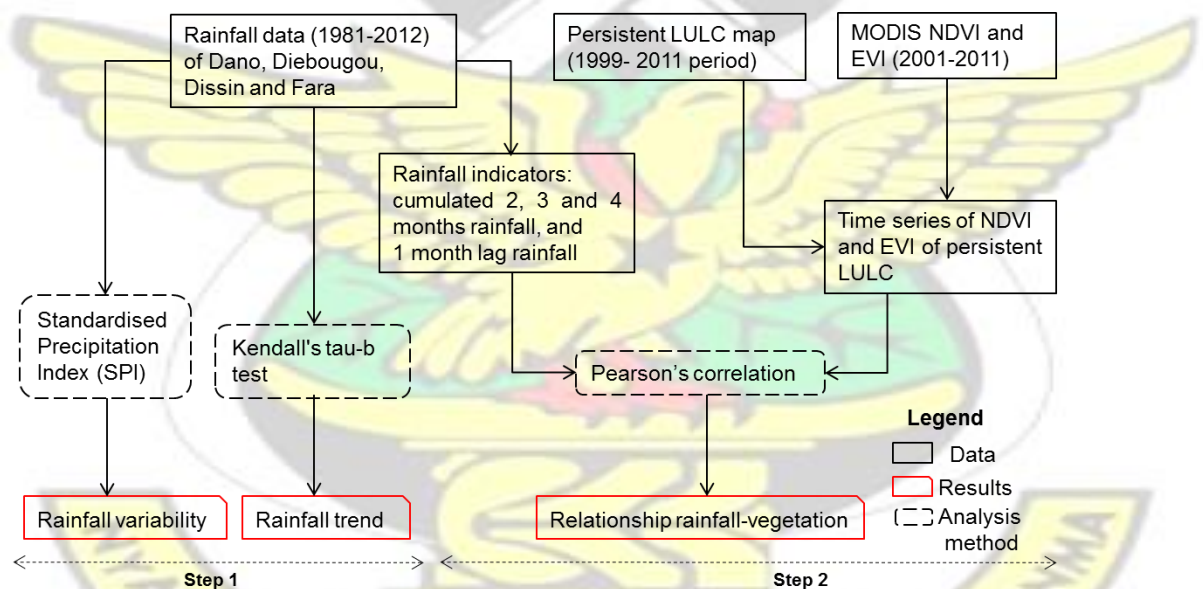 Rainfall data (1981-2012)
of Dano, Diebougou,
Dissin and Fara
Persistent LULC map
(1999- 2011 period)
MODIS NDVI and
EVI (2001-2011)
Rainfall indicators:
cumulated 2, 3 and 4
months rainfall, and
1 month lag rainfall
Time series of NDVI
and EVI of persistent
LULC
Standardised
Precipitation
Index (SPI)
Kendall's tau-b
test
Pearson's correlation
Legend
Data
Results
Analysis
method
Rainfall variability
Rainfall trend
Relationship rainfall-vegetation
Step 1
Step 2